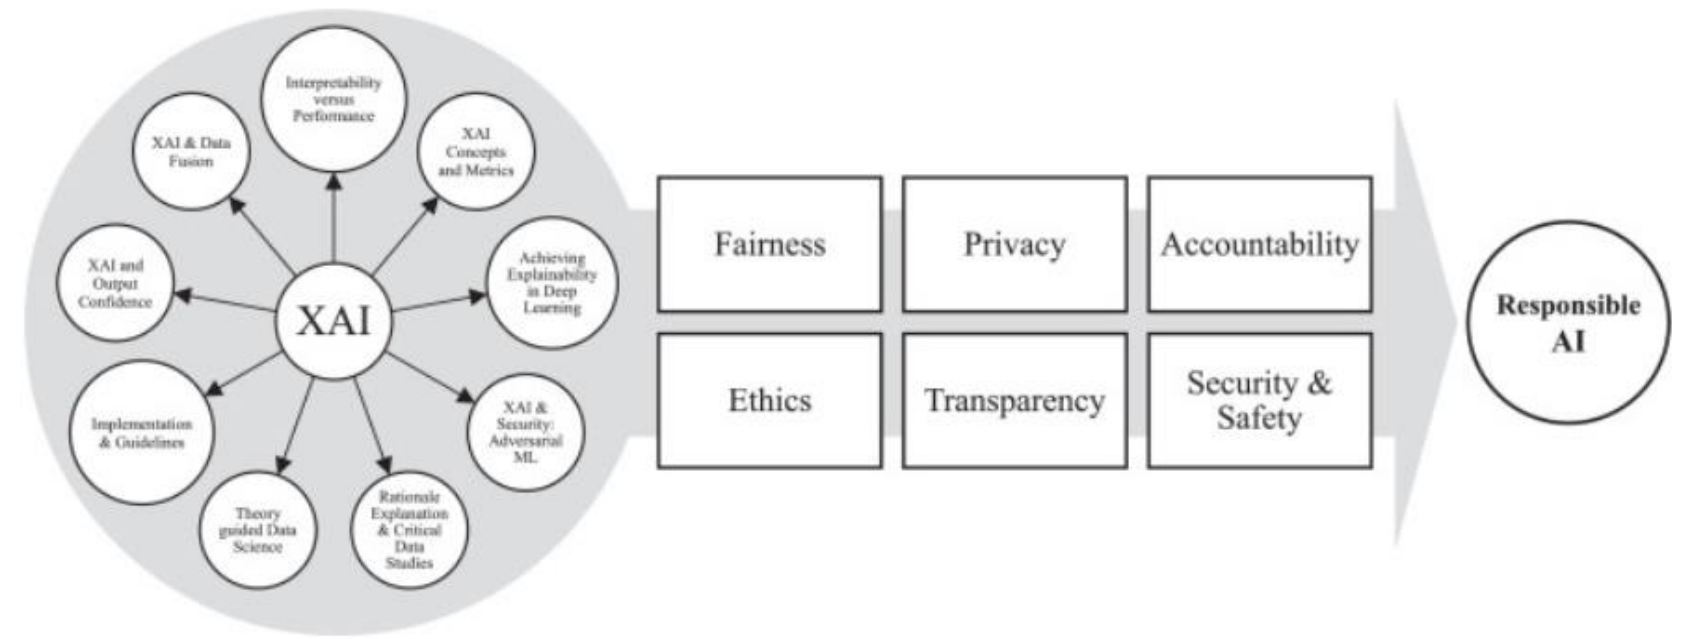 Interpretability
versus
Performance
XAI
Concepts
and Metrics
Achieving
Explainability
in Deep
Learning
XAI &
Security:
Adversarial
ML
Rationale
Explanation
& Critical
Data
Studies
Theory
guided Data
Science
Implementation
& Guidelines
XAI and
Output
Confidence
XAI & Data
Fusion
XAI
Fairness
Privacy
Accountability
Ethics
Transparency
Security &
Safety
Responsible
AI